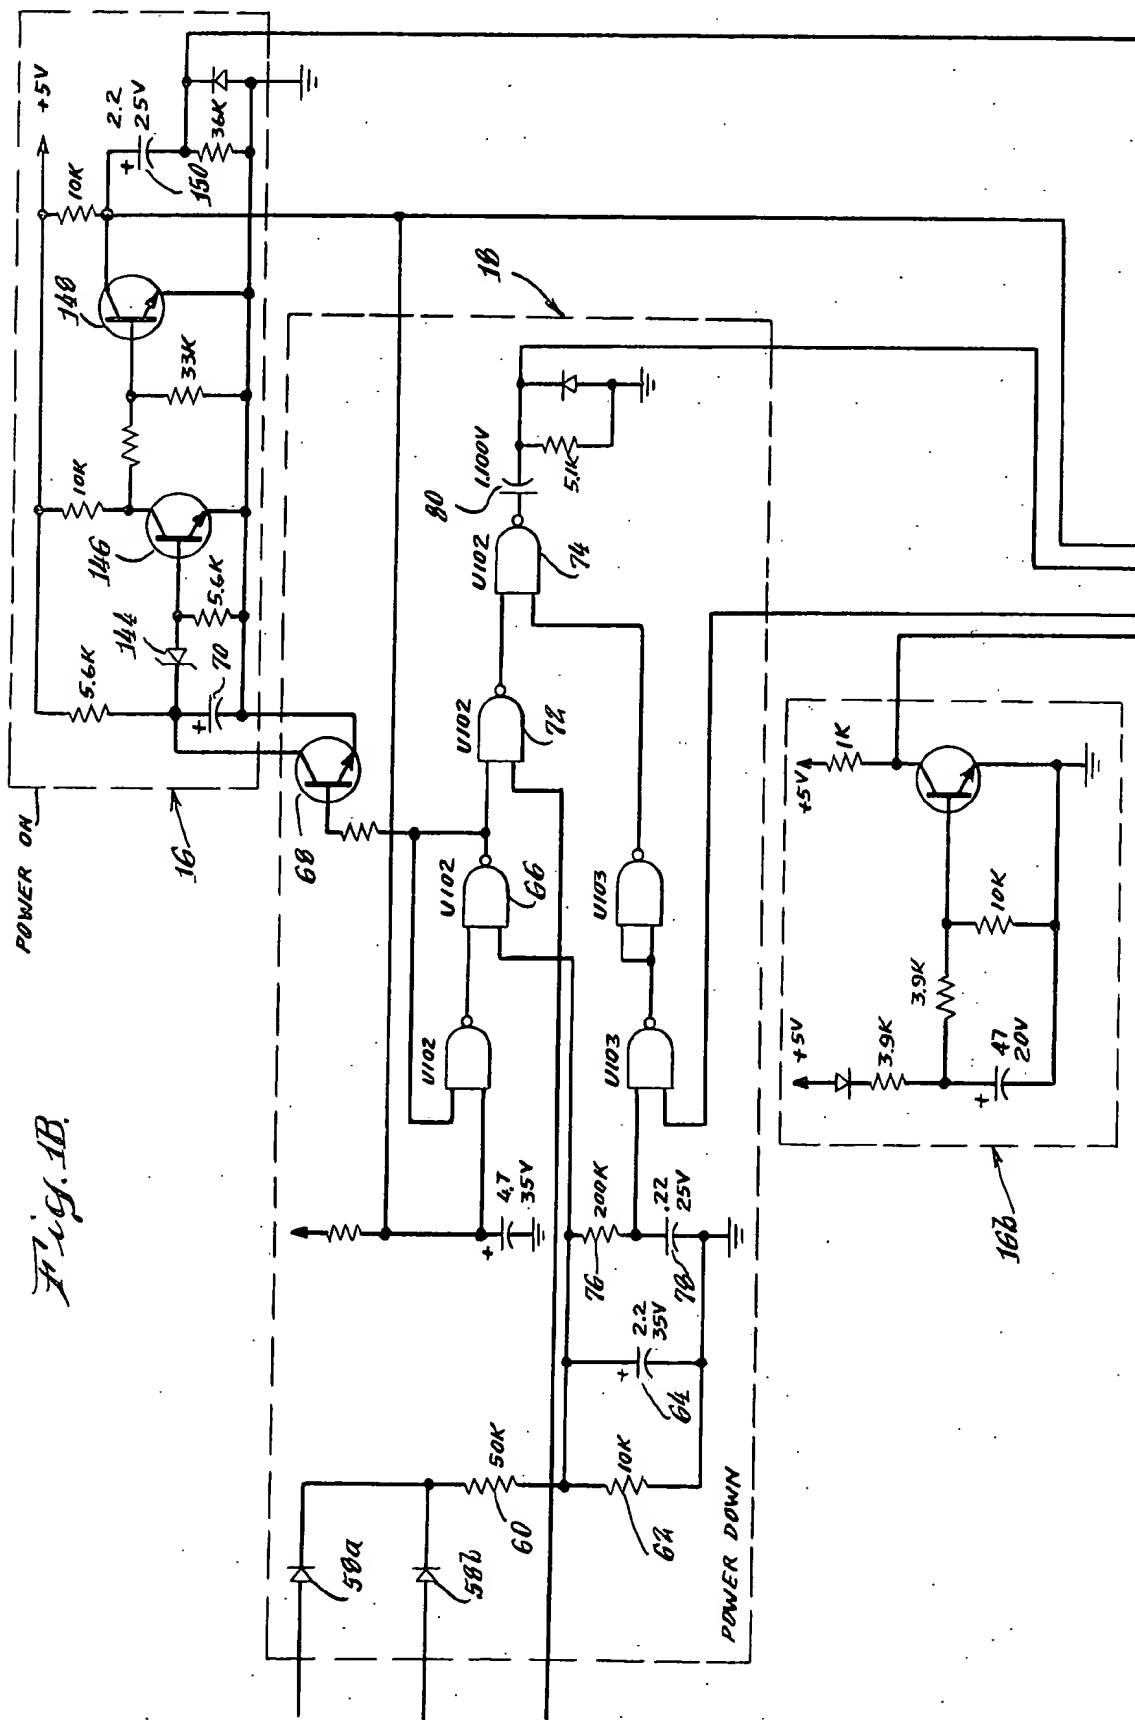 Fig. 1B.
POWER ON
16
+5V
5.6K
144
70
5.6K
146
10K
33K
148
10K
150
2.2
25V
36K
68
18
58a
58b
60
50K
62
10K
64
2.2
35V
76
200K
78
.22
25V
4.7
35V
U102
U102
66
U102
72
U102
74
80
1.100V
5.1K
U103
U103
POWER DOWN
16b
+5V
3.9K
47
20V
3.9K
10K
+5V
1K